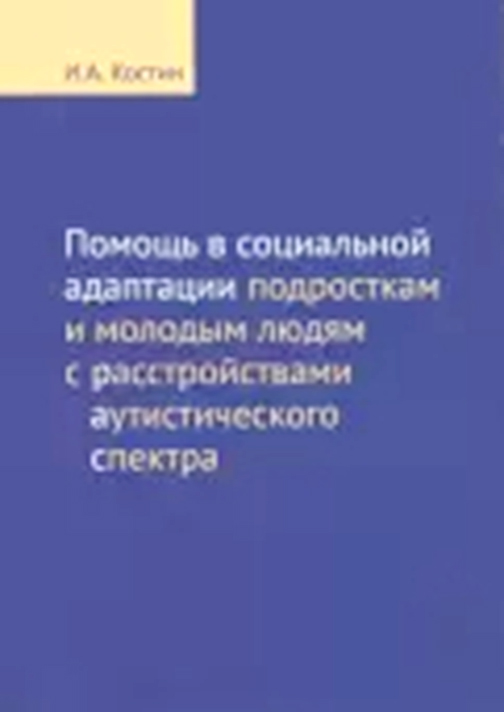 И.А. Костин
Помощь в социальной
адаптации подросткам
и молодым людям
с расстройствами
аутистического
спектра